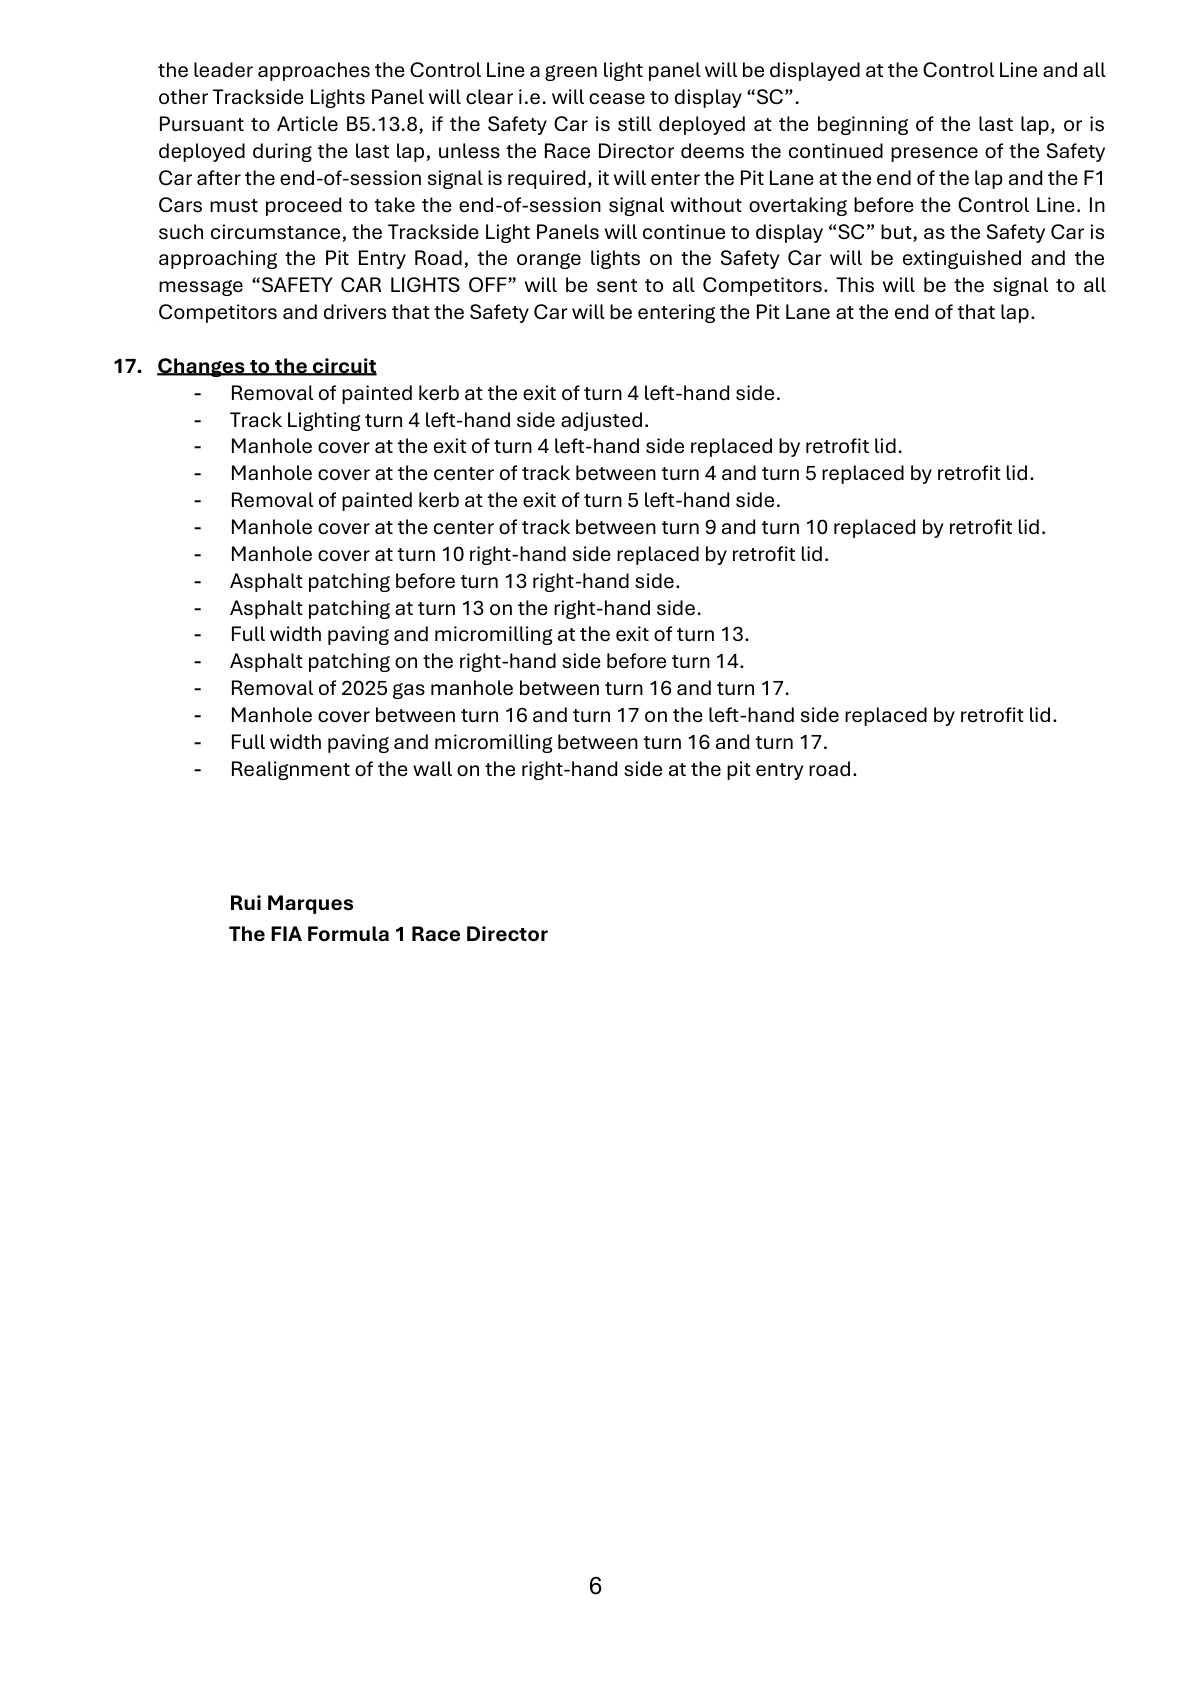 the leader approaches the Control Line a green light panel will be displayed at the Control Line and all
other Trackside Lights Panel will clear i.e. will cease to display “SC”.
Pursuant to Article B5.13.8, if the Safety Car is still deployed at the beginning of the last lap, or is
deployed during the last lap, unless the Race Director deems the continued presence of the Safety
Car after the end-of-session signal is required, it will enter the Pit Lane at the end of the lap and the F1
Cars must proceed to take the end-of-session signal without overtaking before the Control Line. In
such circumstance, the Trackside Light Panels will continue to display “SC” but, as the Safety Car is
approaching the Pit Entry Road, the orange lights on the Safety Car will be extinguished and the
message “SAFETY CAR LIGHTS OFF” will be sent to all Competitors. This will be the signal to all
Competitors and drivers that the Safety Car will be entering the Pit Lane at the end of that lap.
17. Changes to the circuit
- Removal of painted kerb at the exit of turn 4 left-hand side.
- Track Lighting turn 4 left-hand side adjusted.
- Manhole cover at the exit of turn 4 left-hand side replaced by retrofit lid.
- Manhole cover at the center of track between turn 4 and turn 5 replaced by retrofit lid.
- Removal of painted kerb at the exit of turn 5 left-hand side.
- Manhole cover at the center of track between turn 9 and turn 10 replaced by retrofit lid.
- Manhole cover at turn 10 right-hand side replaced by retrofit lid.
- Asphalt patching before turn 13 right-hand side.
- Asphalt patching at turn 13 on the right-hand side.
- Full width paving and micromilling at the exit of turn 13.
- Asphalt patching on the right-hand side before turn 14.
- Removal of 2025 gas manhole between turn 16 and turn 17.
- Manhole cover between turn 16 and turn 17 on the left-hand side replaced by retrofit lid.
- Full width paving and micromilling between turn 16 and turn 17.
- Realignment of the wall on the right-hand side at the pit entry road.
Rui Marques
The FIA Formula 1 Race Director
6